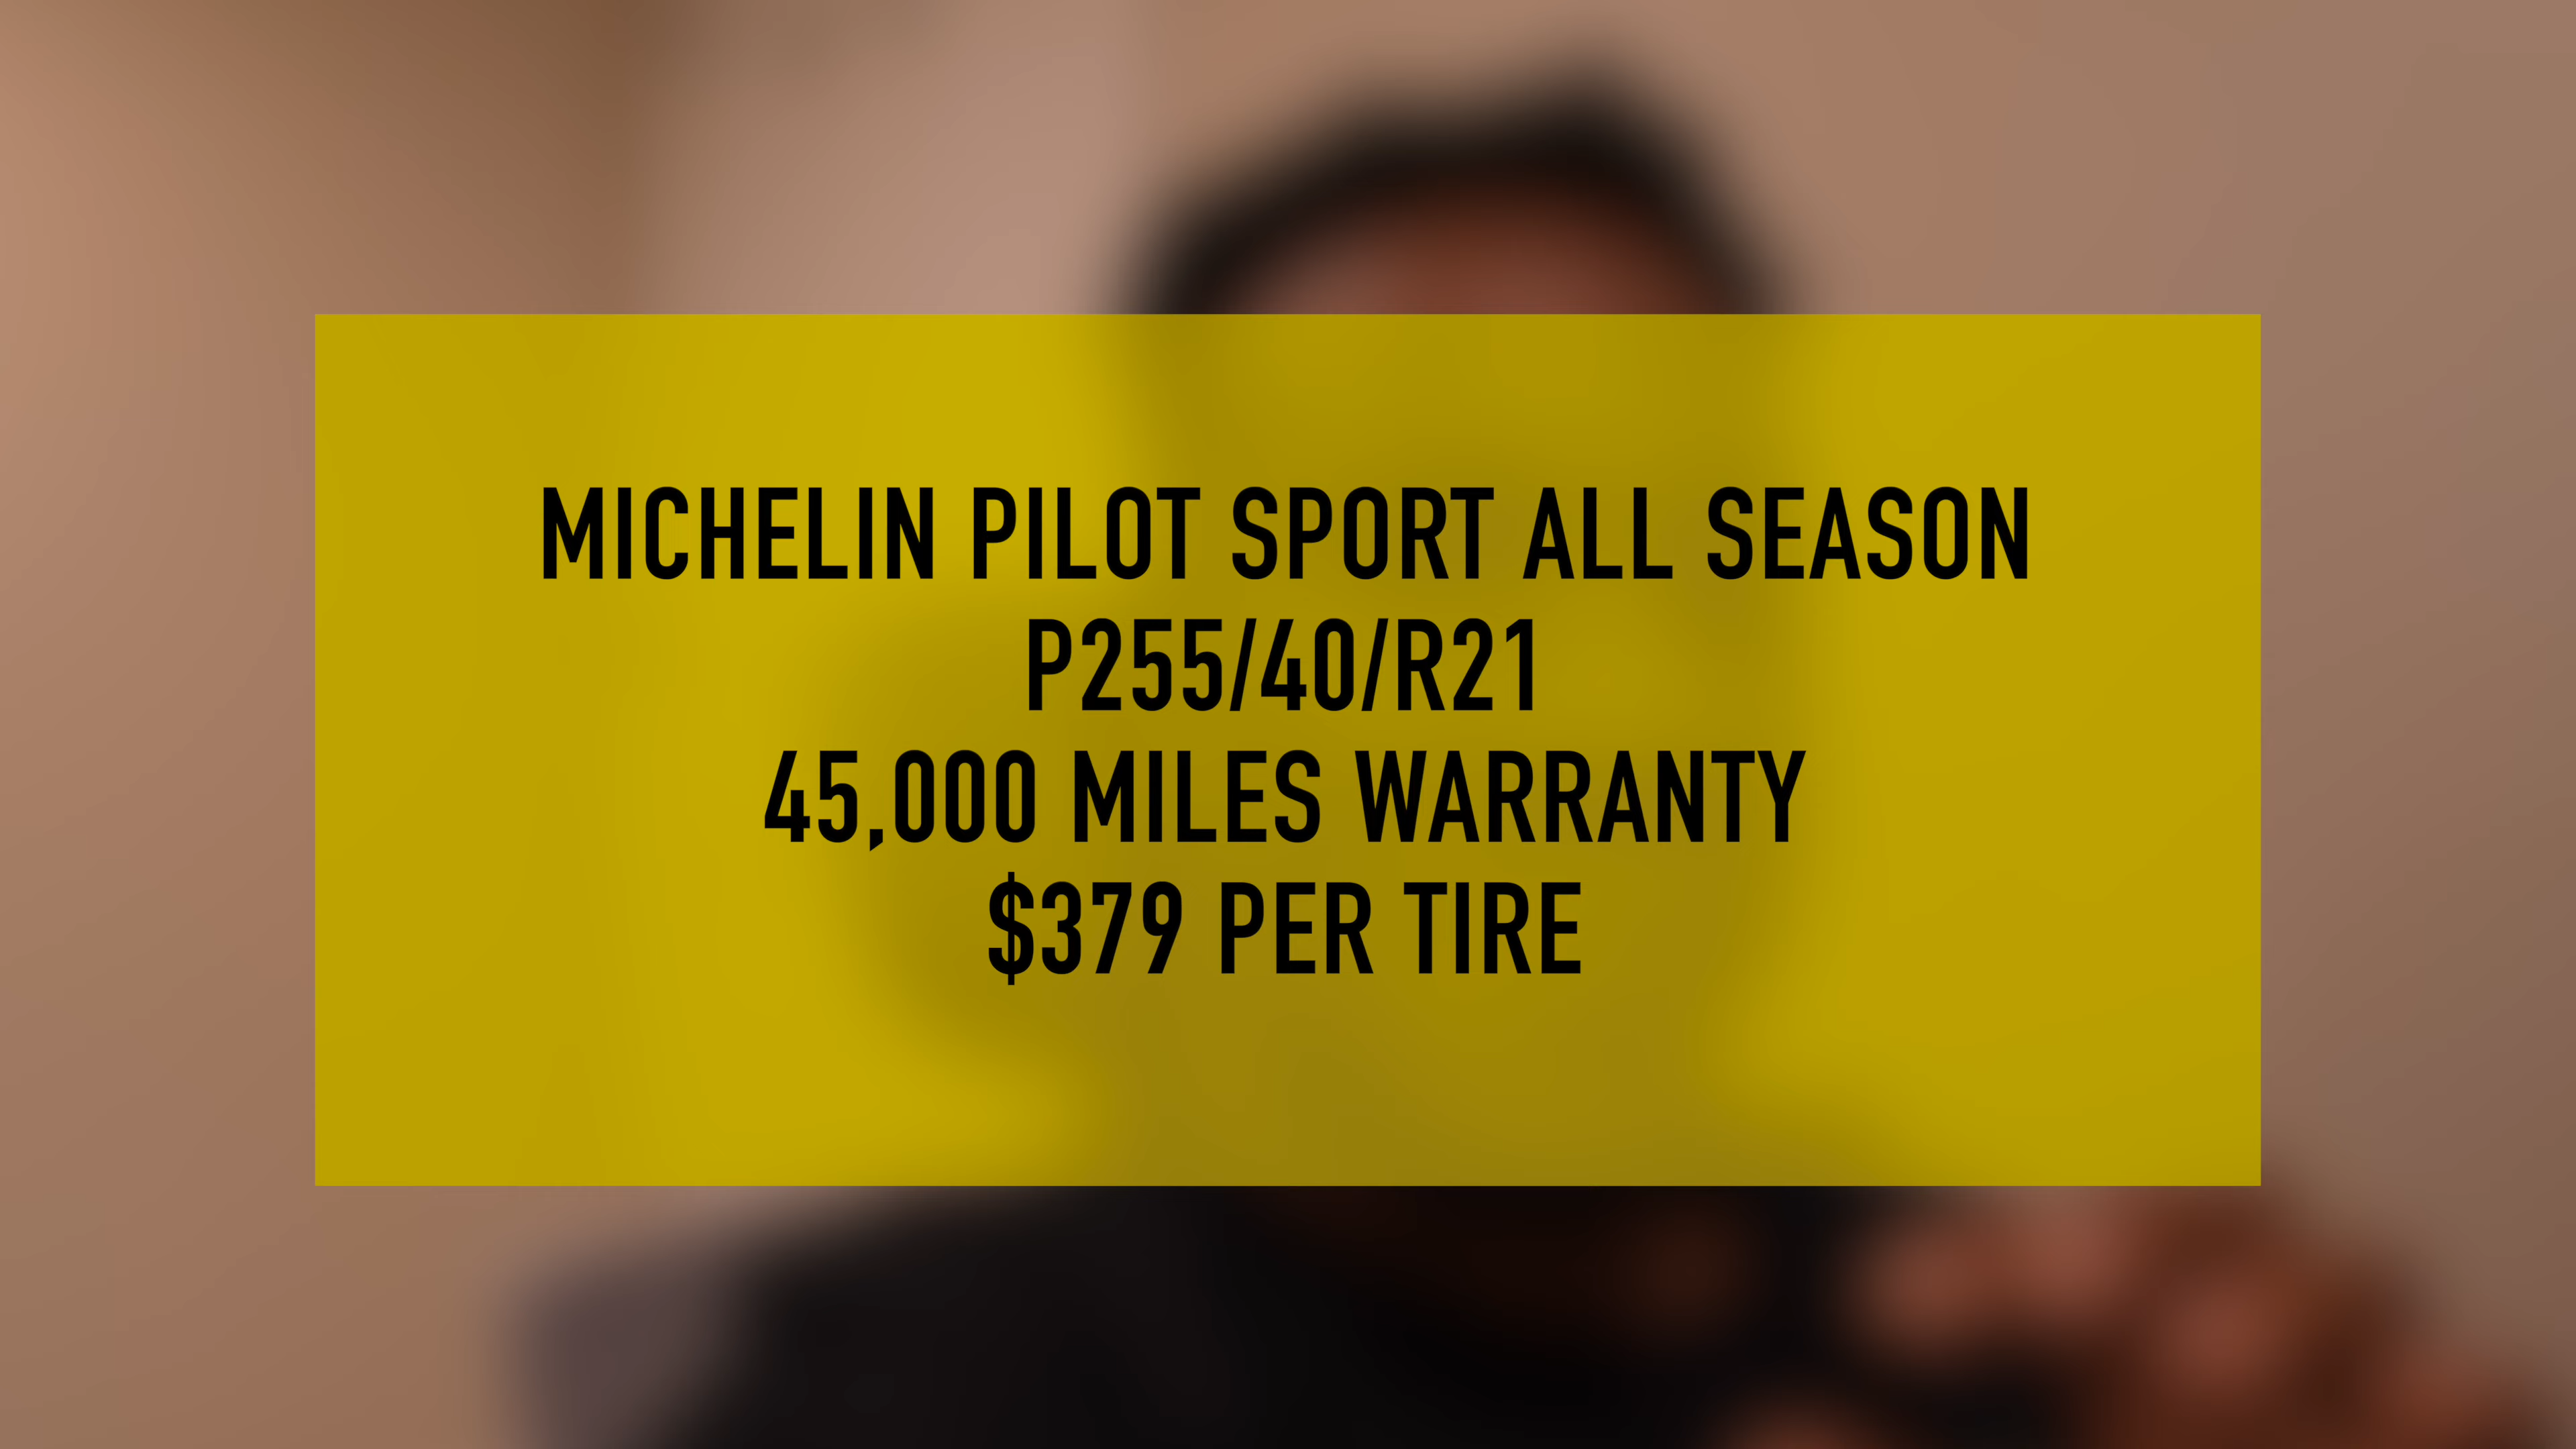 MICHELIN PILOT SPORT ALL SEASON
P255/40/R21
45,000 MILES WARRANTY
$379 PER TIRE